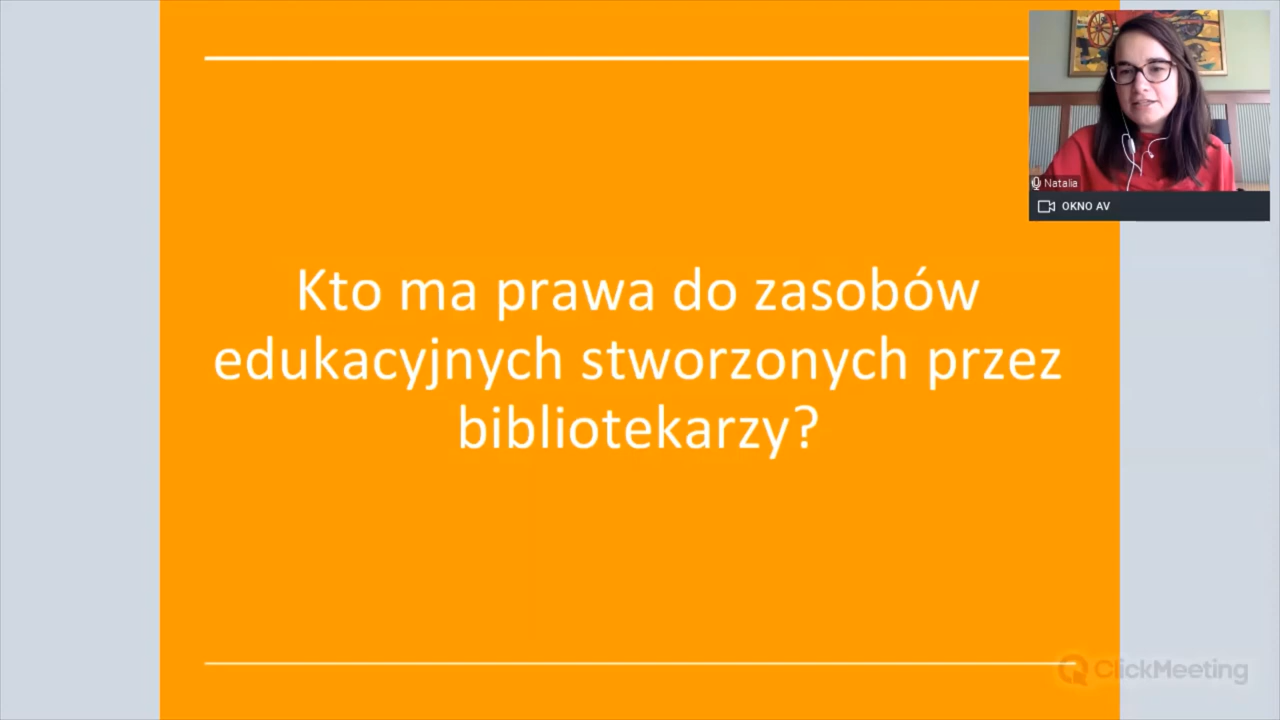 Natalia
OKNO AV
Kto ma prawa do zasobów
edukacyjnych stworzonych przez
bibliotekarzy?
ClickMeeting